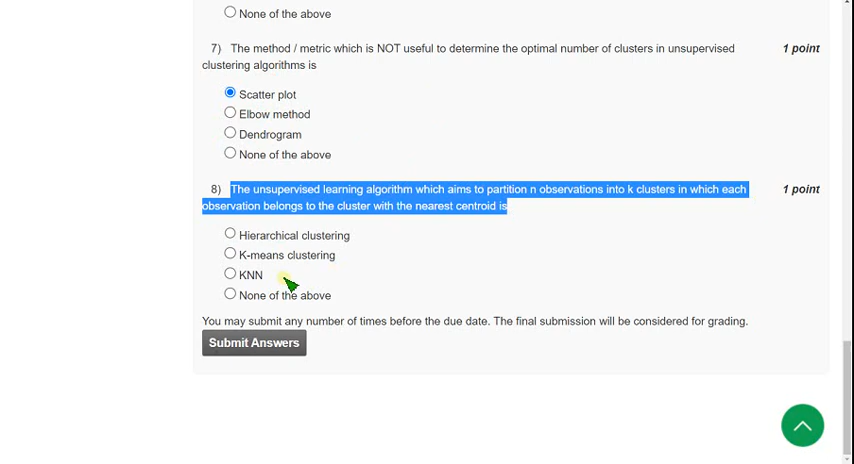 None of the above
7) The method / metric which is NOT useful to determine the optimal number of clusters in unsupervised 1 point
clustering algorithms is
Scatter plot
Elbow method
Dendrogram
None of the above
8) The unsupervised learning algorithm which aims to partition n observations into k clusters in which each 1 point
observation belongs to the cluster with the nearest centroid is
Hierarchical clustering
K-means clustering
KNN
None of the above
You may submit any number of times before the due date. The final submission will be considered for grading.
Submit Answers